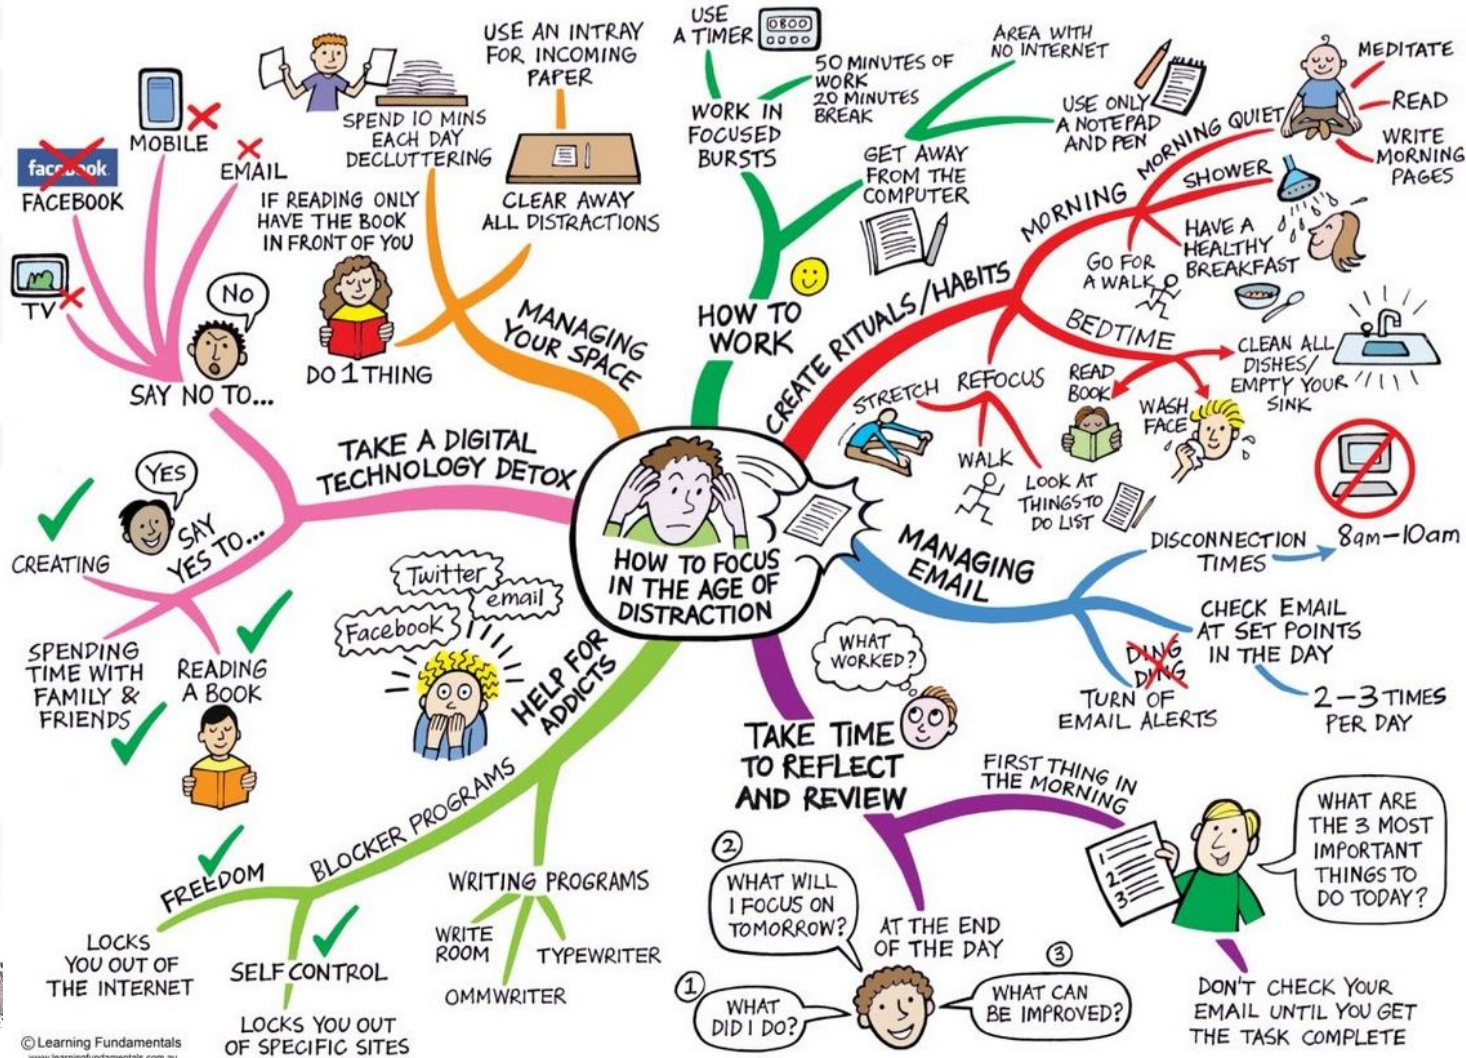 HOW TO FOCUS
IN THE AGE OF
DISTRACTION
HOW TO
WORK
WORK IN
FOCUSED
BURSTS
USE
A TIMER
0800
50 MINUTES OF
WORK
20 MINUTES
BREAK
GET AWAY
FROM THE
COMPUTER
AREA WITH
NO INTERNET
USE ONLY
A NOTEPAD
AND PEN
CREATE RITUALS/HABITS
MORNING
MORNING QUIET
MEDITATE
READ
WRITE
MORNING
PAGES
SHOWER
HAVE A
HEALTHY
BREAKFAST
GO FOR
A WALK
BEDTIME
CLEAN ALL
DISHES/
EMPTY YOUR
SINK
READ
BOOK
WASH
FACE
REFOCUS
STRETCH
WALK
LOOK AT
THINGS TO
DO LIST
MANAGING
EMAIL
DISCONNECTION
TIMES
8am-10am
CHECK EMAIL
AT SET POINTS
IN THE DAY
2-3 TIMES
PER DAY
DING
DING
TURN OF
EMAIL ALERTS
TAKE TIME
TO REFLECT
AND REVIEW
WHAT
WORKED?
FIRST THING IN
THE MORNING
1
2
3
WHAT ARE
THE 3 MOST
IMPORTANT
THINGS TO
DO TODAY?
DON'T CHECK YOUR
EMAIL UNTIL YOU GET
THE TASK COMPLETE
AT THE END
OF THE DAY
1
WHAT
DID I DO?
2
WHAT WILL
I FOCUS ON
TOMORROW?
3
WHAT CAN
BE IMPROVED?
HELP FOR
ADDICTS
Twitter
email
Facebook
BLOCKER PROGRAMS
FREEDOM
LOCKS
YOU OUT OF
THE INTERNET
SELF CONTROL
LOCKS YOU OUT
OF SPECIFIC SITES
WRITING PROGRAMS
WRITE
ROOM
OMMWRITER
TYPEWRITER
TAKE A DIGITAL
TECHNOLOGY DETOX
SAY NO TO...
NO
TV
facebook
FACEBOOK
MOBILE
EMAIL
SAY
YES TO...
YES
CREATING
SPENDING
TIME WITH
FAMILY &
FRIENDS
READING
A BOOK
MANAGING
YOUR SPACE
DO 1 THING
IF READING ONLY
HAVE THE BOOK
IN FRONT OF YOU
SPEND 10 MINS
EACH DAY
DECLUTTERING
CLEAR AWAY
ALL DISTRACTIONS
USE AN INTRAY
FOR INCOMING
PAPER
© Learning Fundamentals
www.learningfundamentals.com.au